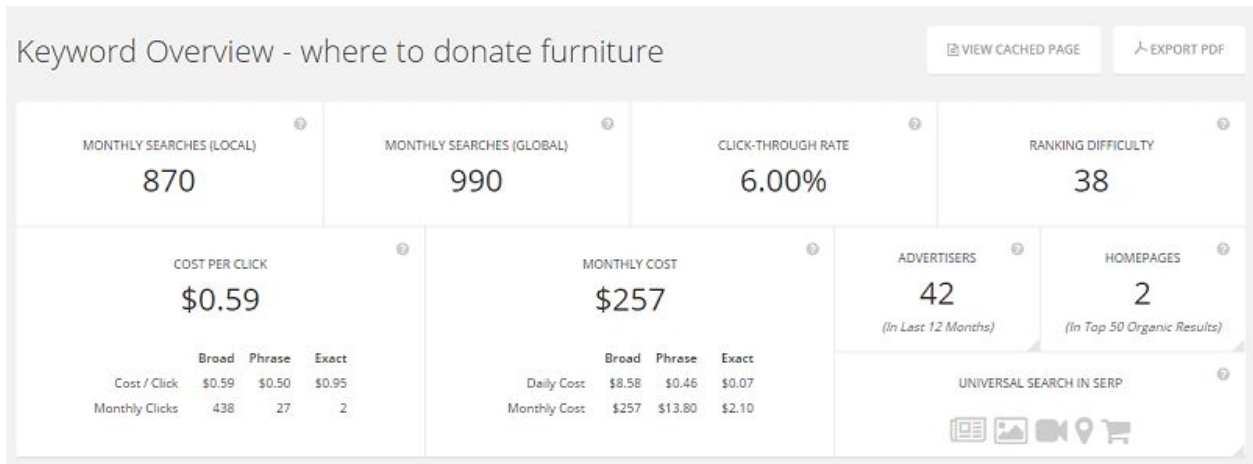 Keyword Overview - where to donate furniture
VIEW CACHED PAGE
EXPORT PDF
MONTHLY SEARCHES (LOCAL)
870
MONTHLY SEARCHES (GLOBAL)
990
CLICK-THROUGH RATE
6.00%
RANKING DIFFICULTY
38
COST PER CLICK
$0.59
Broad Phrase Exact
Cost / Click $0.59 $0.50 $0.95
Monthly Clicks 438 27 2
MONTHLY COST
$257
Broad Phrase Exact
Daily Cost $8.58 $0.46 $0.07
Monthly Cost $257 $13.80 $2.10
ADVERTISERS
42
(In Last 12 Months)
HOMEPAGES
2
(In Top 50 Organic Results)
UNIVERSAL SEARCH IN SERP